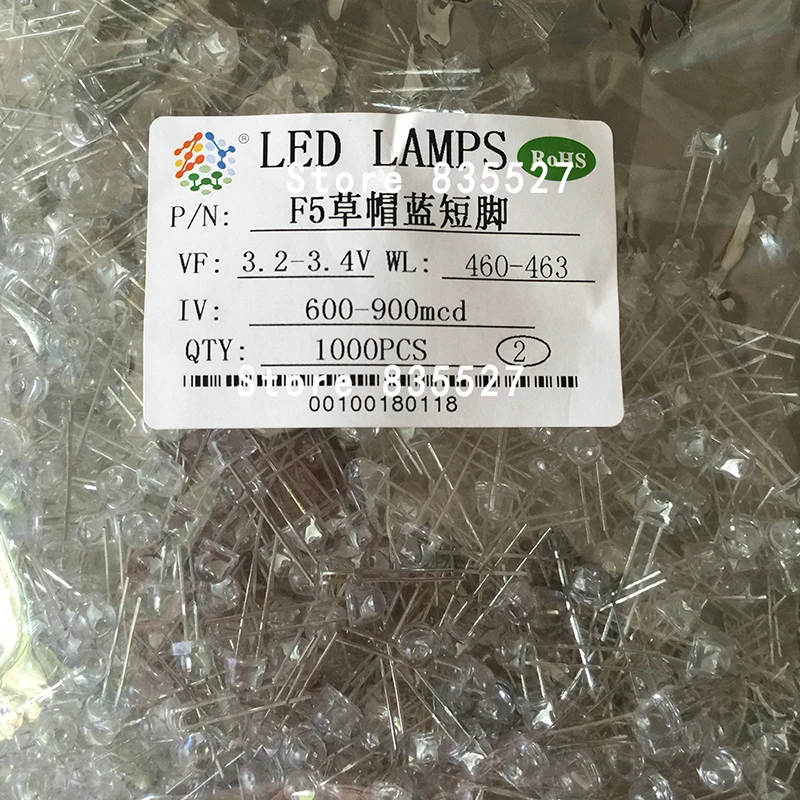 ® LED LAMPS RoHS
Store 835527
P/N: F5草帽蓝短脚
VF: 3.2-3.4V WL: 460-463
IV: 600-900mcd
QTY: 1000PCS 2
Store 835527
00100180118